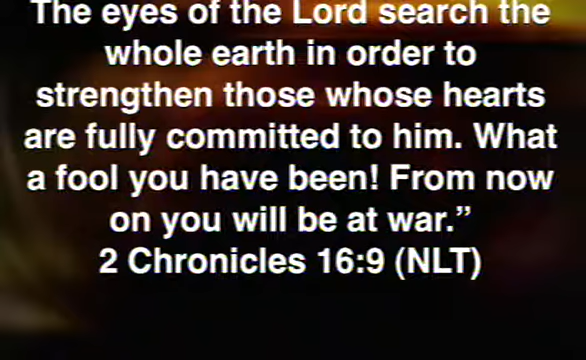 The eyes of the Lord search the
whole earth in order to
strengthen those whose hearts
are fully committed to him. What
a fool you have been! From now
on you will be at war.”
2 Chronicles 16:9 (NLT)